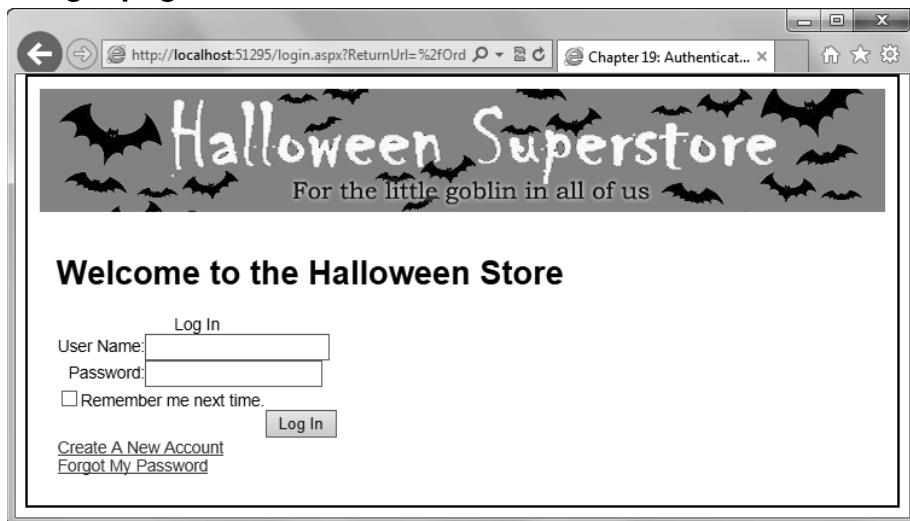 http://localhost:51295/login.aspx?ReturnUrl=%2fOrd
Chapter 19: Authenticat...
Halloween Superstore
For the little goblin in all of us
Welcome to the Halloween Store
Log In
User Name:
Password:
Remember me next time.
Log In
Create A New Account
Forgot My Password